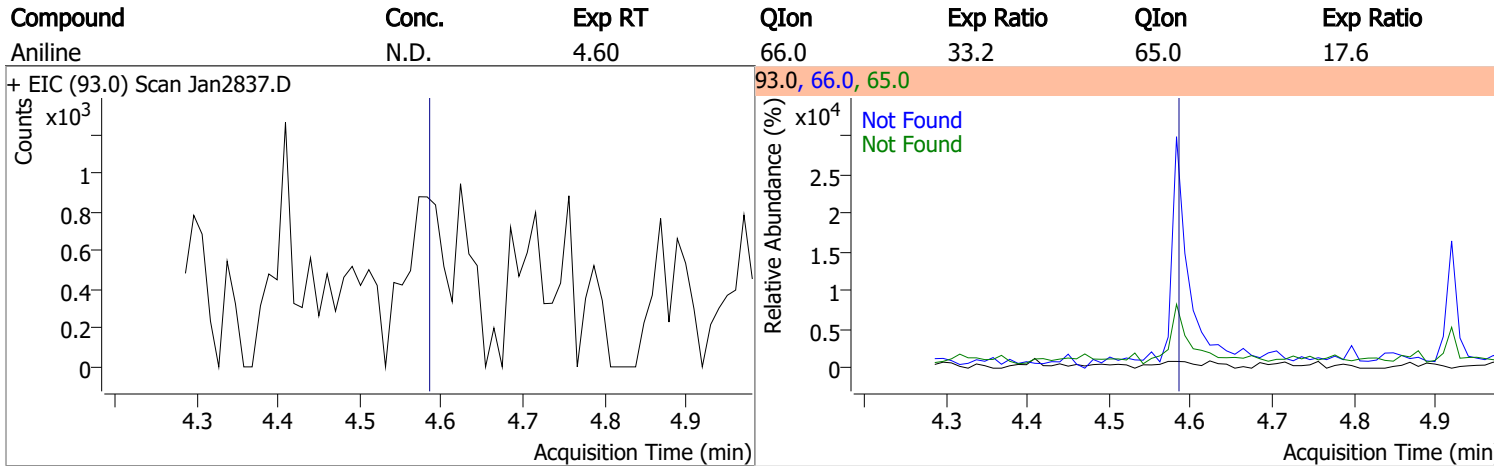 Compound Conc. Exp RT QIon Exp Ratio QIon Exp Ratio
Aniline N.D. 4.60 66.0 33.2 65.0 17.6
+ EIC (93.0) Scan Jan2837.D
Counts
x10³
1
0.8
0.6
0.4
0.2
0
4.3 4.4 4.5 4.6 4.7 4.8 4.9
Acquisition Time (min)
93.0, 66.0, 65.0
Relative Abundance (%)
x10⁴
Not Found
Not Found
2.5
2
1.5
1
0.5
0
4.3 4.4 4.5 4.6 4.7 4.8 4.9
Acquisition Time (min)